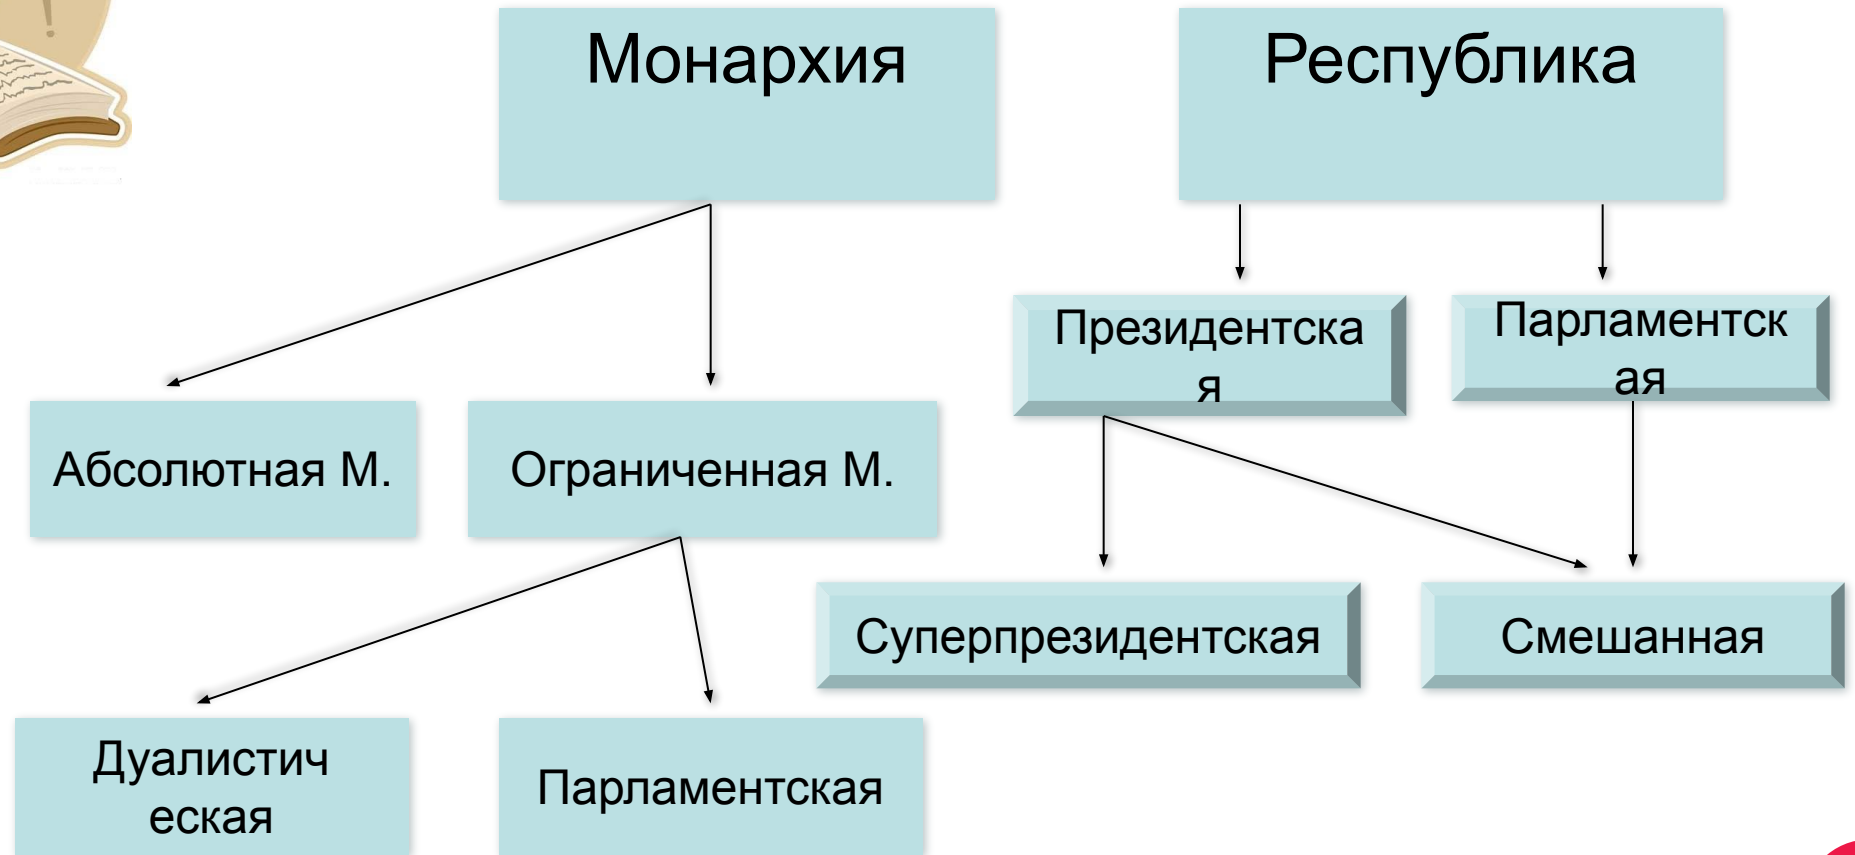 Монархия
Республика
Президентска
я
Парламентск
ая
Абсолютная М.
Ограниченная М.
Суперпрезидентская
Смешанная
Дуалистич
еская
Парламентская